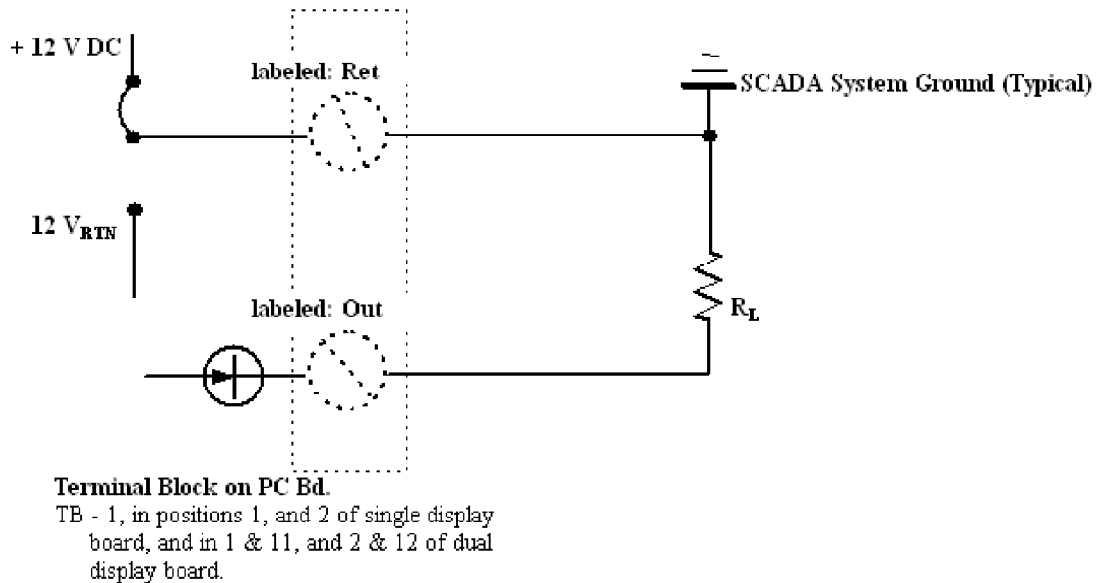 + 12 V DC
labeled: Ret
SCADA System Ground (Typical)
12 VRTN
labeled: Out
RL
Terminal Block on PC Bd.
TB - 1, in positions 1, and 2 of single display
board, and in 1 & 11, and 2 & 12 of dual
display board.